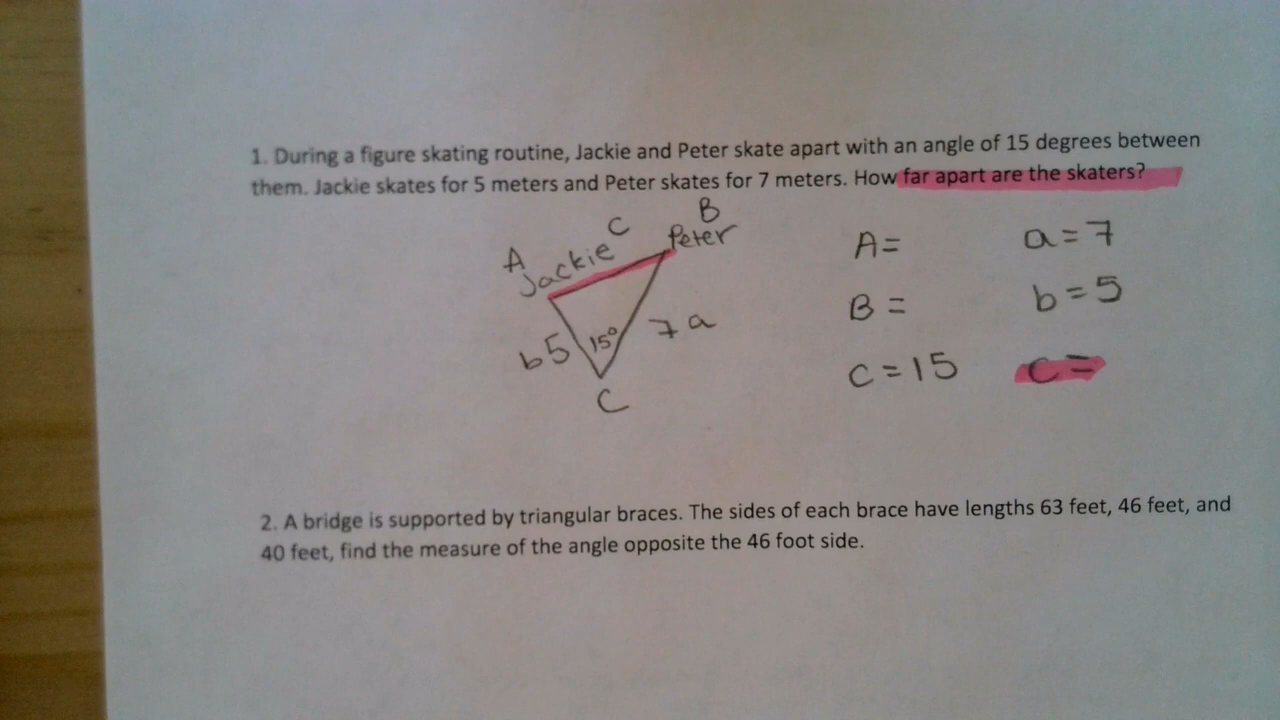 1. During a figure skating routine, Jackie and Peter skate apart with an angle of 15 degrees between
them. Jackie skates for 5 meters and Peter skates for 7 meters. How far apart are the skaters?
A
Jackie
C
B
Peter
b5
15°
7 a
C
A=
a=7
B=
b=5
C=15
c=
2. A bridge is supported by triangular braces. The sides of each brace have lengths 63 feet, 46 feet, and
40 feet, find the measure of the angle opposite the 46 foot side.